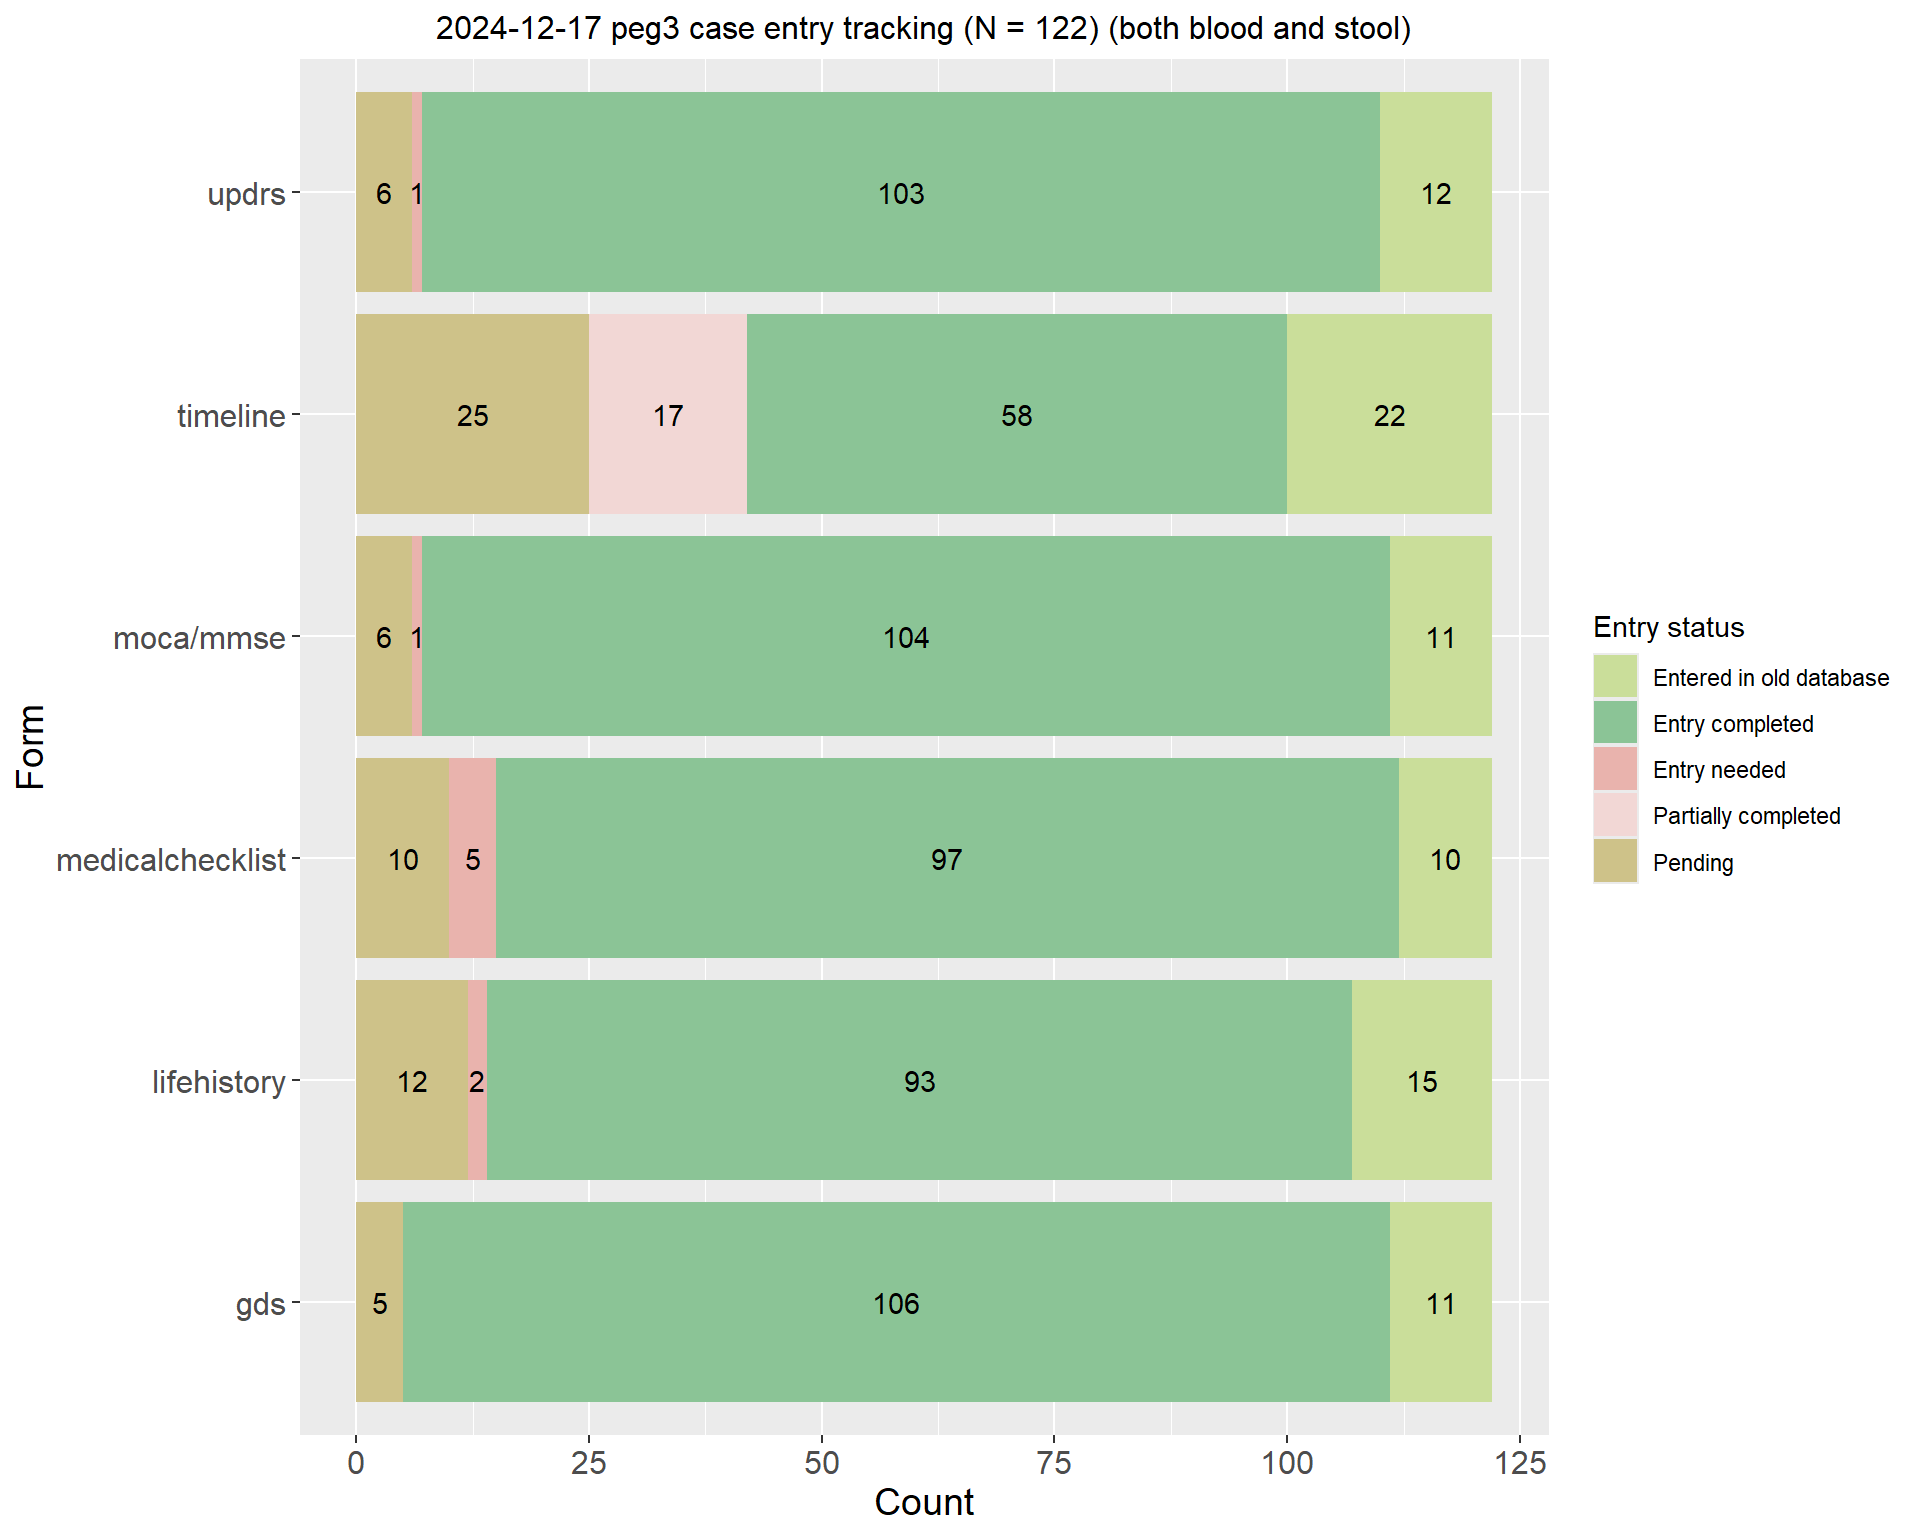 2024-12-17 peg3 case entry tracking (N = 122) (both blood and stool)
updrs
6 1 103 12
timeline
25 17 58 22
moca/mmse
6 1 104 11
medicalchecklist
10 5 97 10
lifehistory
12 2 93 15
gds
5 106 11
Form
0 25 50 75 100 125
Count
Entry status
Entered in old database
Entry completed
Entry needed
Partially completed
Pending